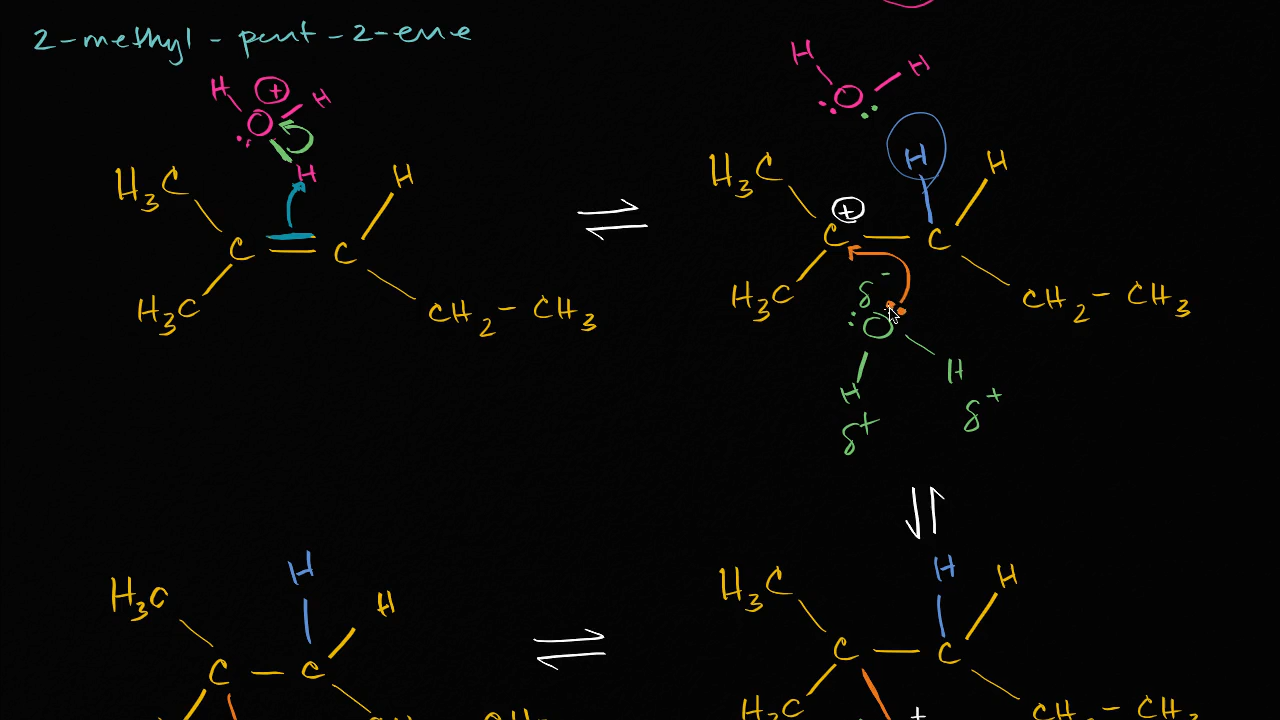 2-methyl-pent-2-ene
H ⊕ H
O
H
H₃C H
C C
H₃C CH₂-CH₃
H H
O
H
H₃C H
⊕
C C
H₃C δ⁻ CH₂-CH₃
O
H H
δ⁺ δ⁺
H
H₃C H
C C
H
H₃C H
C C
H₃C + CH₂-CH₃